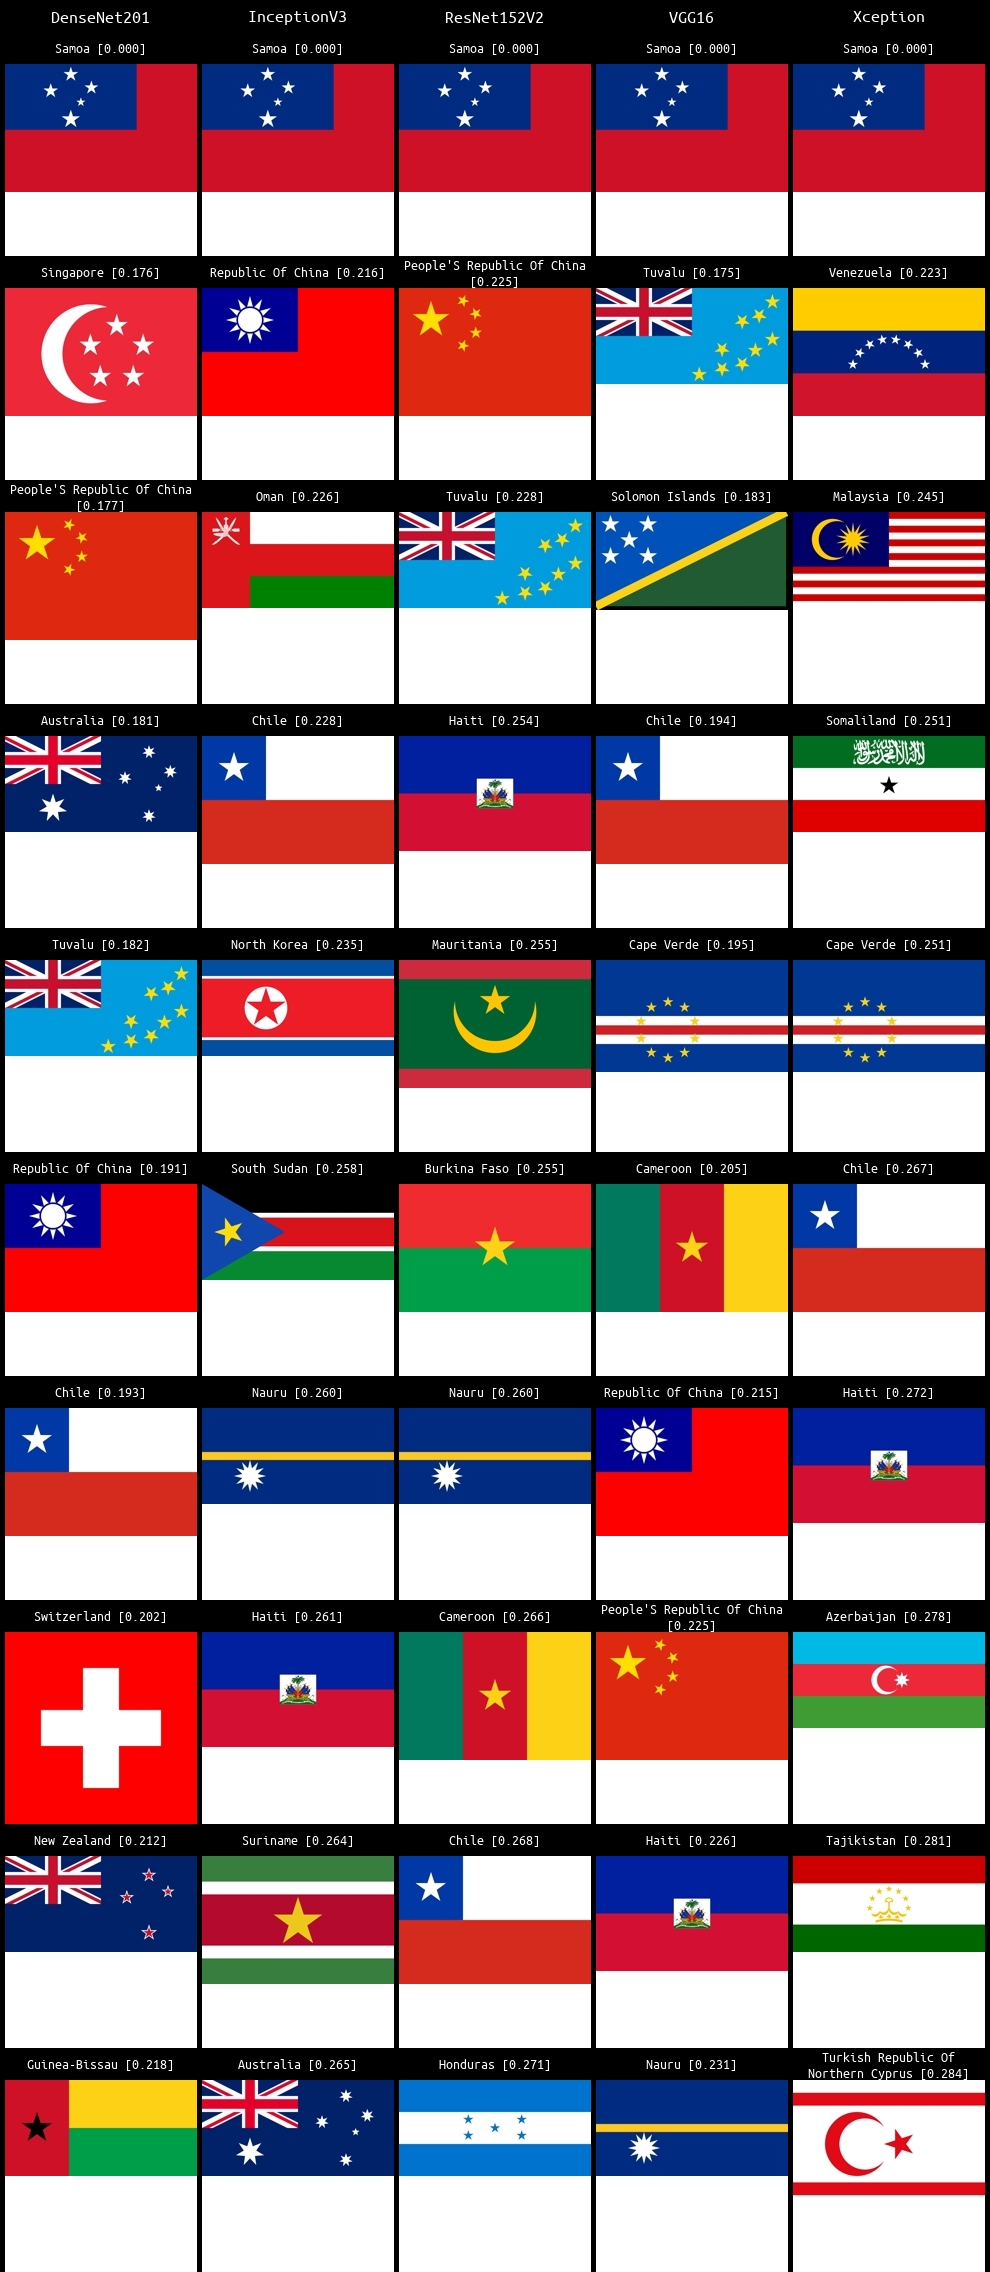 DenseNet201 InceptionV3 ResNet152V2 VGG16 Xception
Samoa [0.000] Samoa [0.000] Samoa [0.000] Samoa [0.000] Samoa [0.000]
Singapore [0.176] Republic Of China [0.216] People'S Republic Of China [0.225] Tuvalu [0.175] Venezuela [0.223]
People'S Republic Of China [0.177] Oman [0.226] Tuvalu [0.228] Solomon Islands [0.183] Malaysia [0.245]
Australia [0.181] Chile [0.228] Haiti [0.254] Chile [0.194] Somaliland [0.251]
Tuvalu [0.182] North Korea [0.235] Mauritania [0.255] Cape Verde [0.195] Cape Verde [0.251]
Republic Of China [0.191] South Sudan [0.258] Burkina Faso [0.255] Cameroon [0.205] Chile [0.267]
Chile [0.193] Nauru [0.260] Nauru [0.260] Republic Of China [0.215] Haiti [0.272]
Switzerland [0.202] Haiti [0.261] Cameroon [0.266] People'S Republic Of China [0.225] Azerbaijan [0.278]
New Zealand [0.212] Suriname [0.264] Chile [0.268] Haiti [0.226] Tajikistan [0.281]
Guinea-Bissau [0.218] Australia [0.265] Honduras [0.271] Nauru [0.231] Turkish Republic Of Northern Cyprus [0.284]